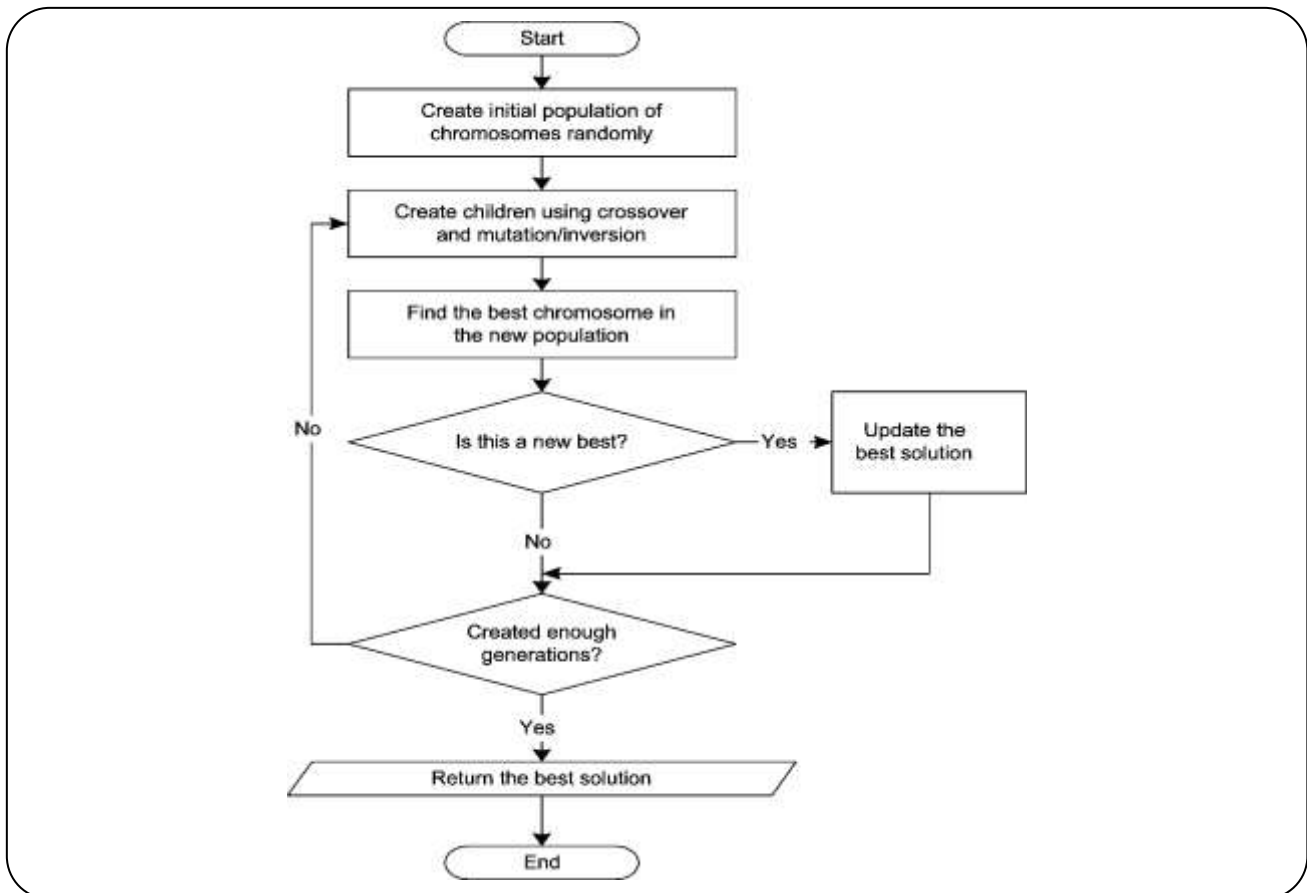 Start
Create initial population of
chromosomes randomly
Create children using crossover
and mutation/inversion
Find the best chromosome in
the new population
Is this a new best?
Yes
Update the
best solution
No
No
Created enough
generations?
Yes
Return the best solution
End